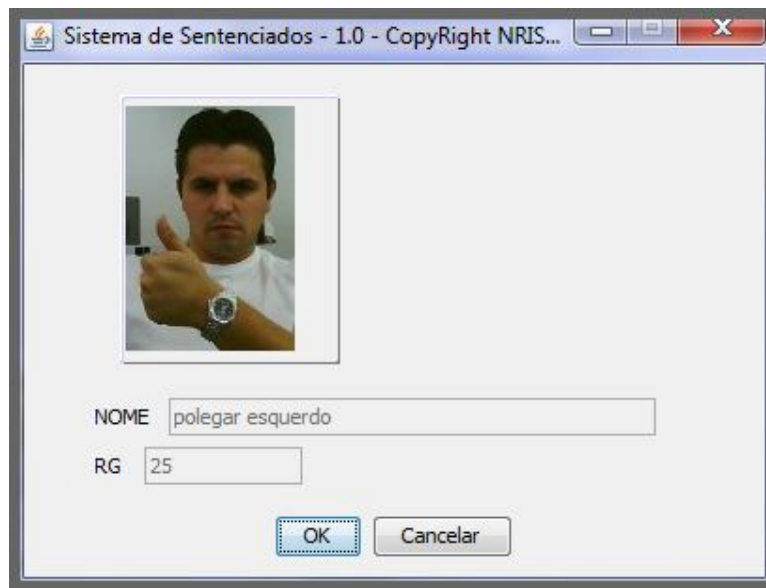 Sistema de Sentenciados - 1.0 - CopyRight NRIS...
NOME polegar esquerdo
RG 25
OK Cancelar